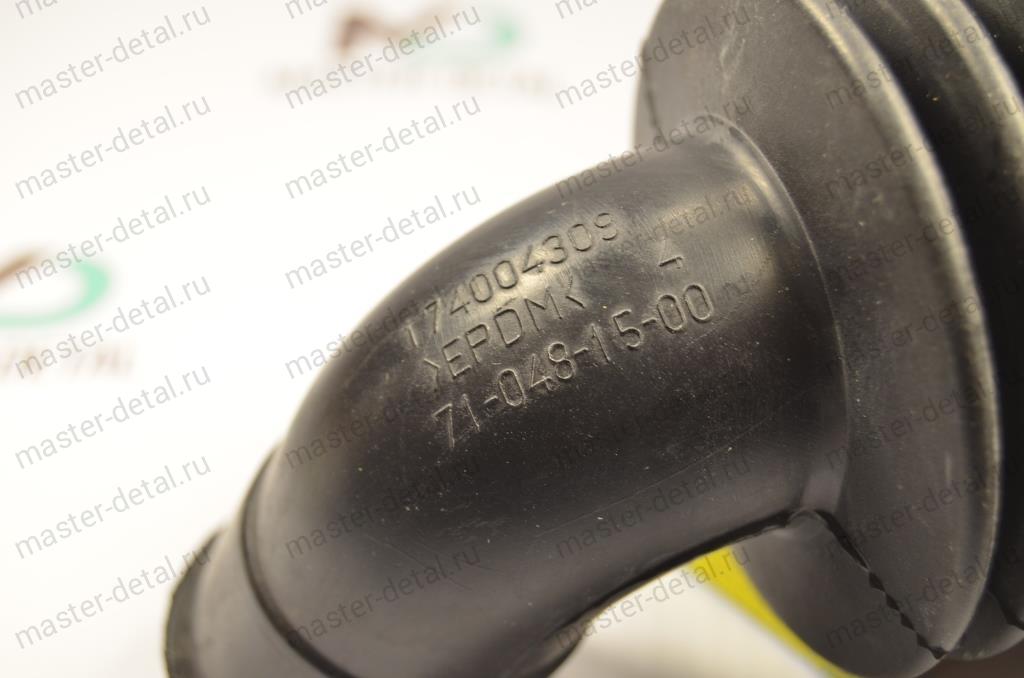 174004309
>EPDM<
71-048-15-00
master-detal.ru